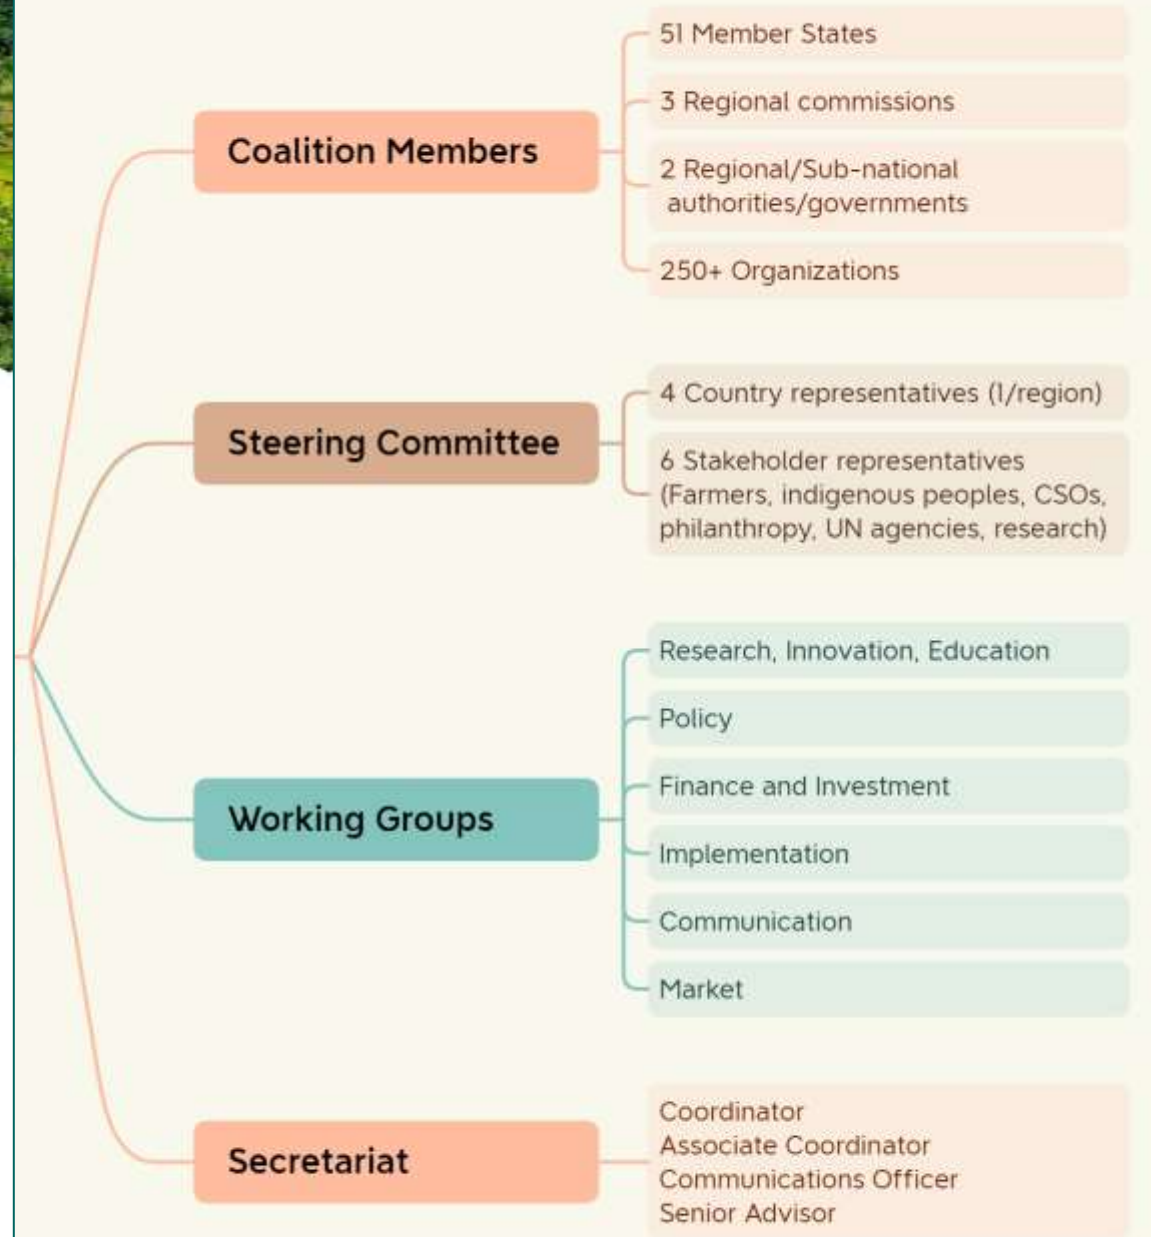 Coalition Members
51 Member States
3 Regional commissions
2 Regional/Sub-national
authorities/governments
250+ Organizations
Steering Committee
4 Country representatives (1/region)
6 Stakeholder representatives
(Farmers, indigenous peoples, CSOs,
philanthropy, UN agencies, research)
Working Groups
Research, Innovation, Education
Policy
Finance and Investment
Implementation
Communication
Market
Secretariat
Coordinator
Associate Coordinator
Communications Officer
Senior Advisor